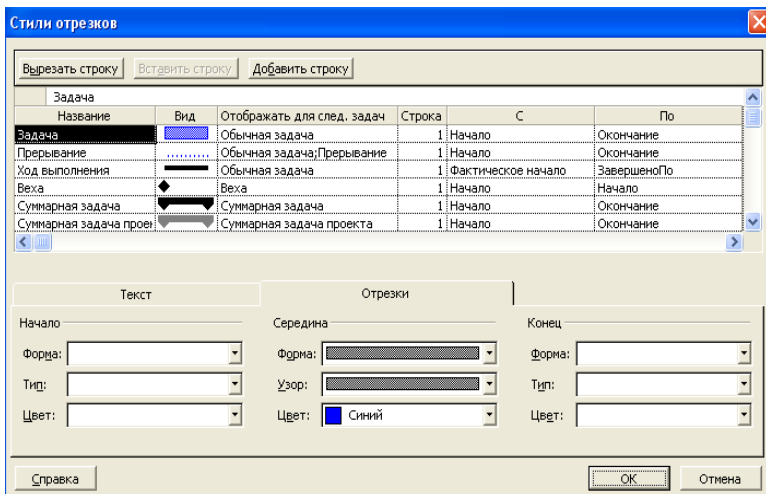 Стили отрезков
Вырезать строку Вставить строку Добавить строку
Задача
Название Вид Отображать для след. задач Строка С По
Задача Обычная задача 1 Начало Окончание
Прерывание Обычная задача;Прерывание 1 Начало Окончание
Ход выполнения Обычная задача 1 Фактическое начало ЗавершеноПо
Веха Веха 1 Начало Начало
Суммарная задача Суммарная задача 1 Начало Окончание
Суммарная задача проек Суммарная задача проекта 1 Начало Окончание
Текст Отрезки
Начало Середина Конец
Форма: Форма: Форма:
Тип: Узор: Тип:
Цвет: Цвет: Синий Цвет:
Справка ОК Отмена